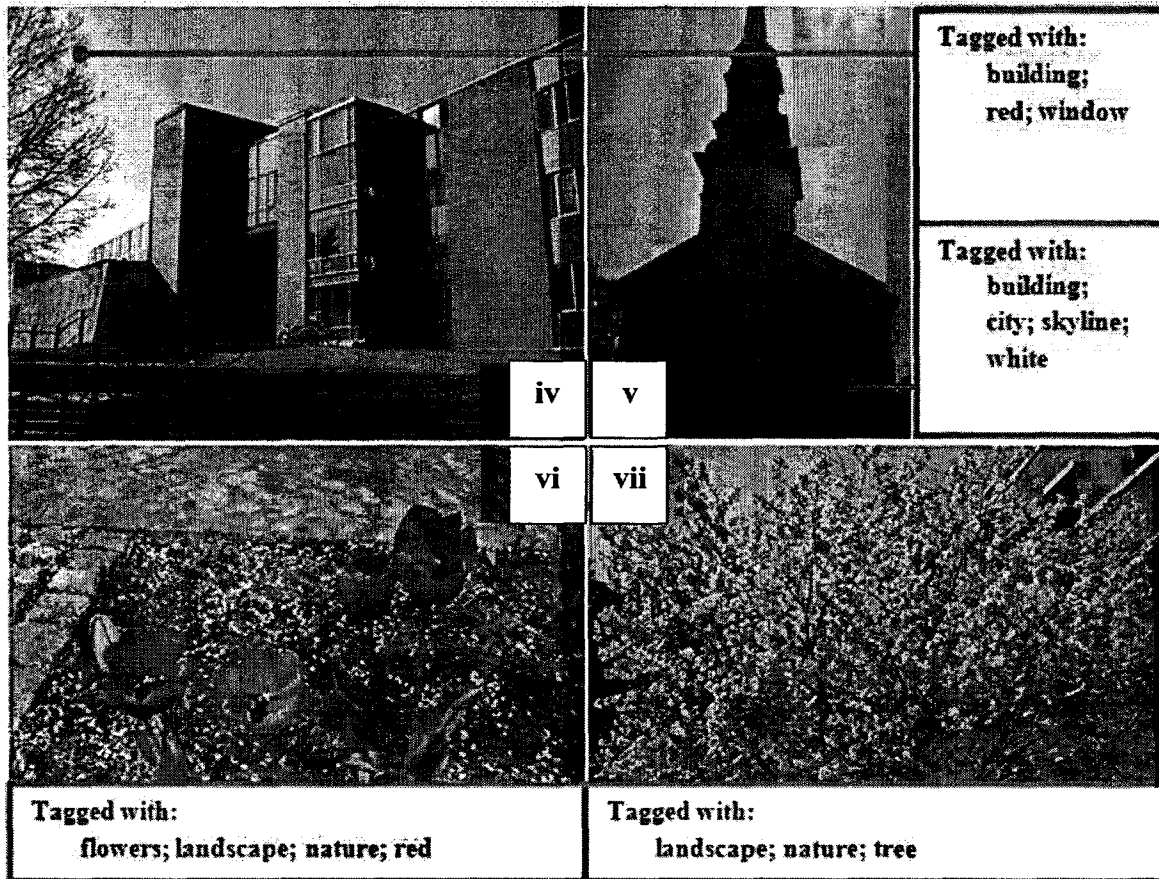 Tagged with:
building;
red; window
Tagged with:
building;
city; skyline;
white
iv
v
vi
vii
Tagged with:
flowers; landscape; nature; red
Tagged with:
landscape; nature; tree